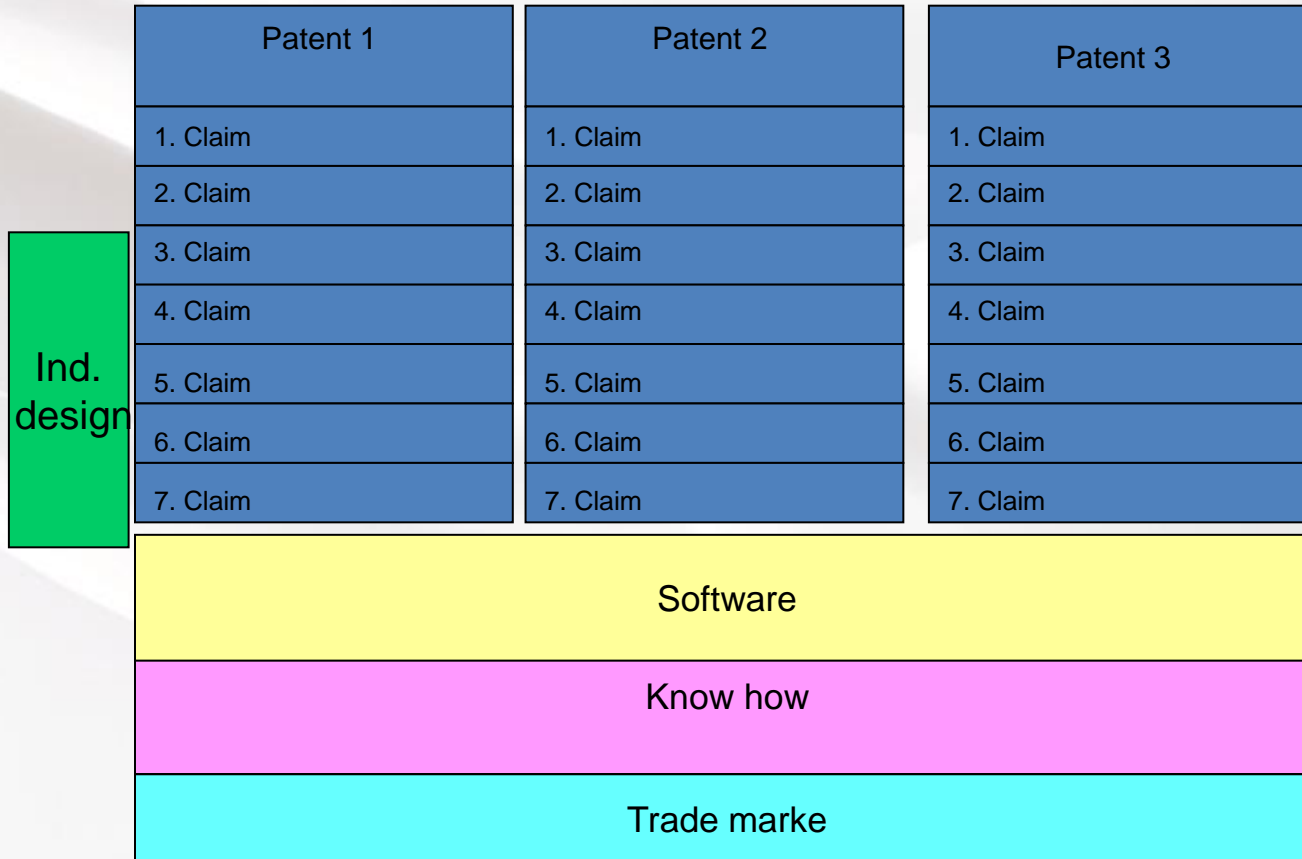 Patent 1
1. Claim
2. Claim
3. Claim
4. Claim
5. Claim
6. Claim
7. Claim
Patent 2
1. Claim
2. Claim
3. Claim
4. Claim
5. Claim
6. Claim
7. Claim
Patent 3
1. Claim
2. Claim
3. Claim
4. Claim
5. Claim
6. Claim
7. Claim
Ind.
design
Software
Know how
Trade marke